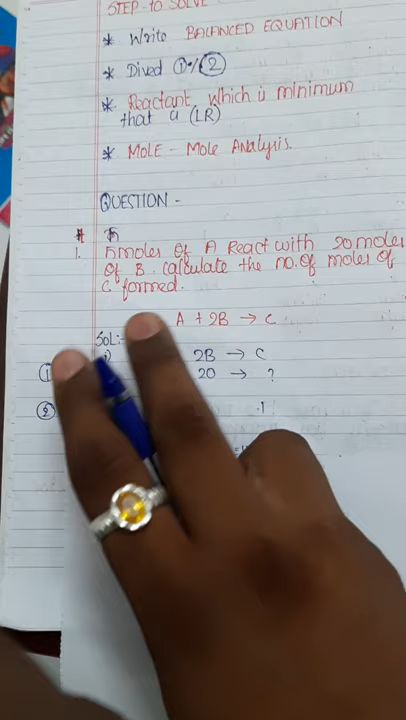 STEP-to SOLVE
* Write BALANCED EQUATION
* Dived ① % ②
* Reactant, which is minimum
that is (LR)
* MOLE - Mole Analysis.
QUESTION -
1. 5moles of A React with 20 moles
of B. calculate the no. of moles of
C formed.
A + 2B → C
Sol:-
2B → C
① 20 → ?
②